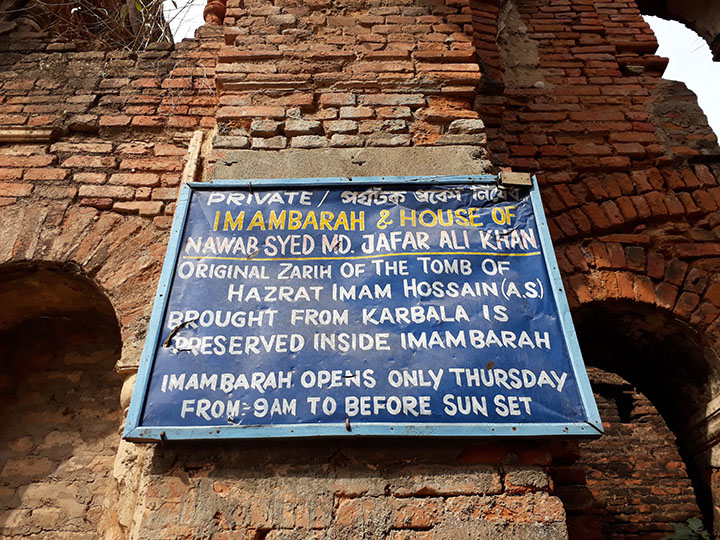 PRIVATE / পর্যটক প্রবেশ নিষেধ
IMAMBARAH & HOUSE OF
NAWAB SYED MD. JAFAR ALI KHAN
ORIGINAL ZARIH OF THE TOMB OF
HAZRAT IMAM HOSSAIN (A.S.)
BROUGHT FROM KARBALA IS
PRESERVED INSIDE IMAMBARAH
IMAMBARAH OPENS ONLY THURSDAY
FROM:-9AM TO BEFORE SUN SET